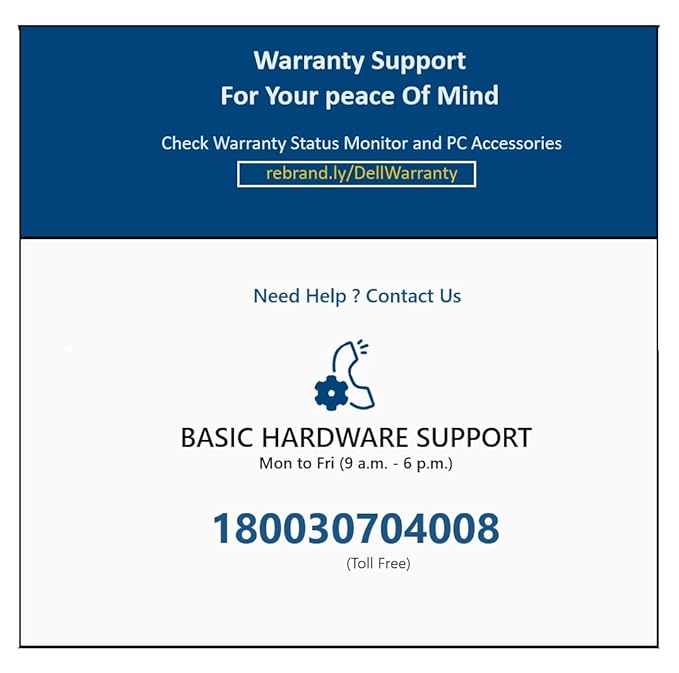 Warranty Support
For Your peace Of Mind
Check Warranty Status Monitor and PC Accessories
rebrand.ly/DellWarranty
Need Help ? Contact Us
BASIC HARDWARE SUPPORT
Mon to Fri (9 a.m. - 6 p.m.)
180030704008
(Toll Free)